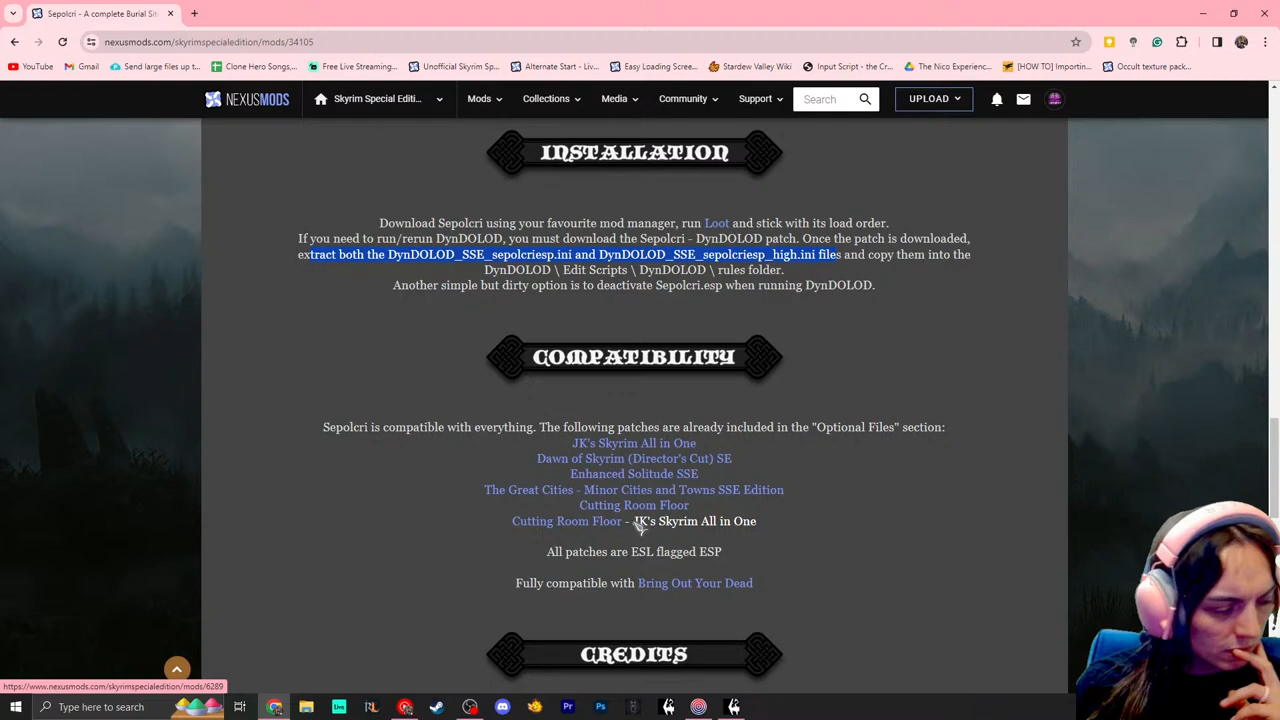 Sepolcri - A complete Burial Sit
nexusmods.com/skyrimspecialedition/mods/34105
YouTube
Gmail
Send large files up t...
Clone Hero Songs,...
Free Live Streaming...
Unofficial Skyrim Sp...
Alternate Start - Liv...
Easy Loading Scree...
Stardew Valley Wiki
Input Script - the Cr...
The Nico Experienc...
[HOW TO] Importin...
Occult texture pack...
NEXUSMODS
Skyrim Special Editi...
Mods
Collections
Media
Community
Support
Search
UPLOAD
INSTALLATION
Download Sepolcri using your favourite mod manager, run Loot and stick with its load order.
If you need to run/rerun DynDOLOD, you must download the Sepolcri - DynDOLOD patch. Once the patch is downloaded,
extract both the DynDOLOD_SSE_sepolcriesp.ini and DynDOLOD_SSE_sepolcriesp_high.ini files and copy them into the
DynDOLOD \ Edit Scripts \ DynDOLOD \ rules folder.
Another simple but dirty option is to deactivate Sepolcri.esp when running DynDOLOD.
COMPATIBILITY
Sepolcri is compatible with everything. The following patches are already included in the "Optional Files" section:
JK's Skyrim All in One
Dawn of Skyrim (Director's Cut) SE
Enhanced Solitude SSE
The Great Cities - Minor Cities and Towns SSE Edition
Cutting Room Floor
Cutting Room Floor - JK's Skyrim All in One
All patches are ESL flagged ESP
Fully compatible with Bring Out Your Dead
CREDITS
https://www.nexusmods.com/skyrimspecialedition/mods/6289
Type here to search
Live
Pr
Ps